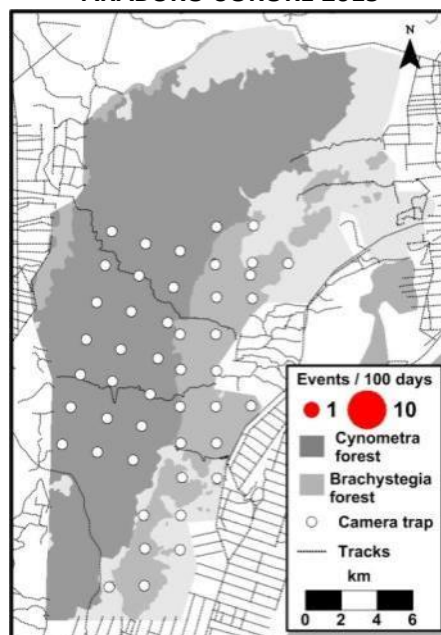 N
Events / 100 days
1 10
Cynometra
forest
Brachystegia
forest
Camera trap
Tracks
km
0 2 4 6